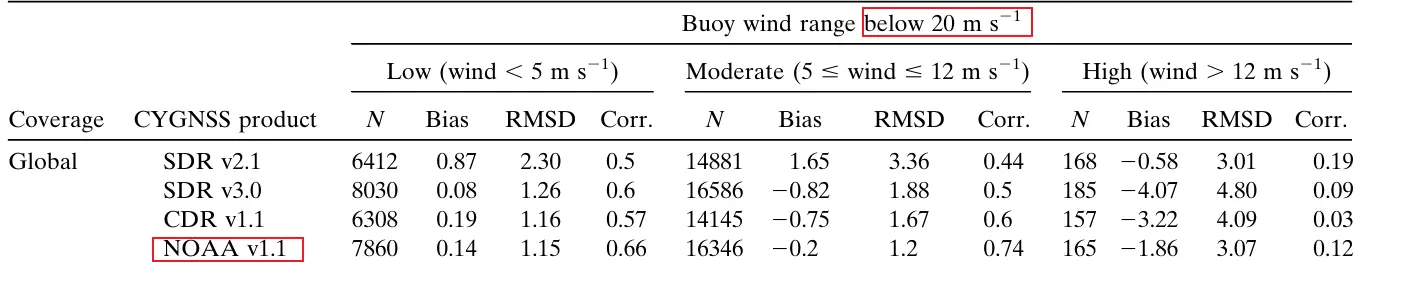 Buoy wind range below 20 m s⁻¹
Low (wind < 5 m s⁻¹) Moderate (5 ≤ wind ≤ 12 m s⁻¹) High (wind > 12 m s⁻¹)
Coverage CYGNSS product N Bias RMSD Corr. N Bias RMSD Corr. N Bias RMSD Corr.
Global SDR v2.1 6412 0.87 2.30 0.5 14881 1.65 3.36 0.44 168 −0.58 3.01 0.19
SDR v3.0 8030 0.08 1.26 0.6 16586 −0.82 1.88 0.5 185 −4.07 4.80 0.09
CDR v1.1 6308 0.19 1.16 0.57 14145 −0.75 1.67 0.6 157 −3.22 4.09 0.03
NOAA v1.1 7860 0.14 1.15 0.66 16346 −0.2 1.2 0.74 165 −1.86 3.07 0.12